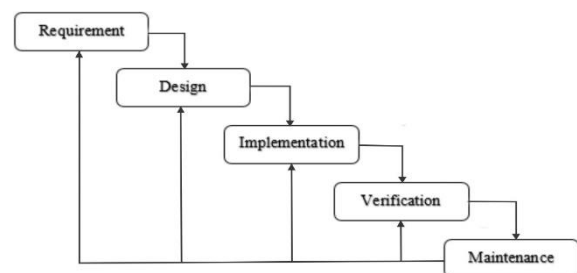 Requirement
Design
Implementation
Verification
Maintenance